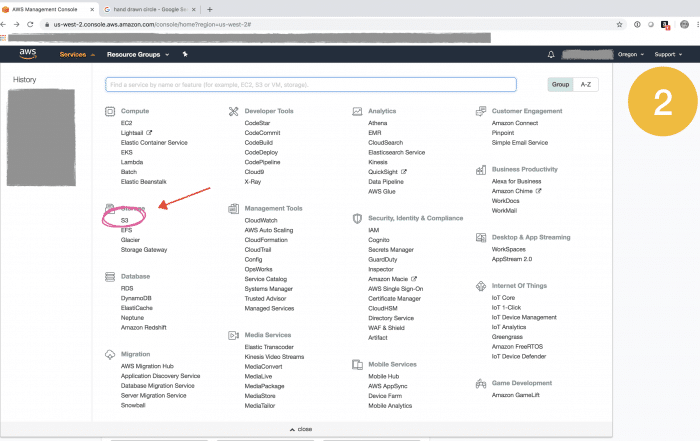 AWS Management Console
hand drawn circle - Google Se
us-west-2.console.aws.amazon.com/console/home?region=us-west-2#
aws
Services
Resource Groups
Oregon
Support
History
Find a service by name or feature (for example, EC2, S3 or VM, storage).
Group
A-Z
2
Compute
EC2
Lightsail
Elastic Container Service
EKS
Lambda
Batch
Elastic Beanstalk
Storage
S3
EFS
Glacier
Storage Gateway
Database
RDS
DynamoDB
ElastiCache
Neptune
Amazon Redshift
Migration
AWS Migration Hub
Application Discovery Service
Database Migration Service
Server Migration Service
Snowball
Developer Tools
CodeStar
CodeCommit
CodeBuild
CodeDeploy
CodePipeline
Cloud9
X-Ray
Management Tools
CloudWatch
AWS Auto Scaling
CloudFormation
CloudTrail
Config
OpsWorks
Service Catalog
Systems Manager
Trusted Advisor
Managed Services
Media Services
Elastic Transcoder
Kinesis Video Streams
MediaConvert
MediaLive
MediaPackage
MediaStore
MediaTailor
Analytics
Athena
EMR
CloudSearch
Elasticsearch Service
Kinesis
QuickSight
Data Pipeline
AWS Glue
Security, Identity & Compliance
IAM
Cognito
Secrets Manager
GuardDuty
Inspector
Amazon Macie
AWS Single Sign-On
Certificate Manager
CloudHSM
Directory Service
WAF & Shield
Artifact
Mobile Services
Mobile Hub
AWS AppSync
Device Farm
Mobile Analytics
Customer Engagement
Amazon Connect
Pinpoint
Simple Email Service
Business Productivity
Alexa for Business
Amazon Chime
WorkDocs
WorkMail
Desktop & App Streaming
WorkSpaces
AppStream 2.0
Internet Of Things
IoT Core
IoT 1-Click
IoT Device Management
IoT Analytics
Greengrass
Amazon FreeRTOS
IoT Device Defender
Game Development
Amazon GameLift
close